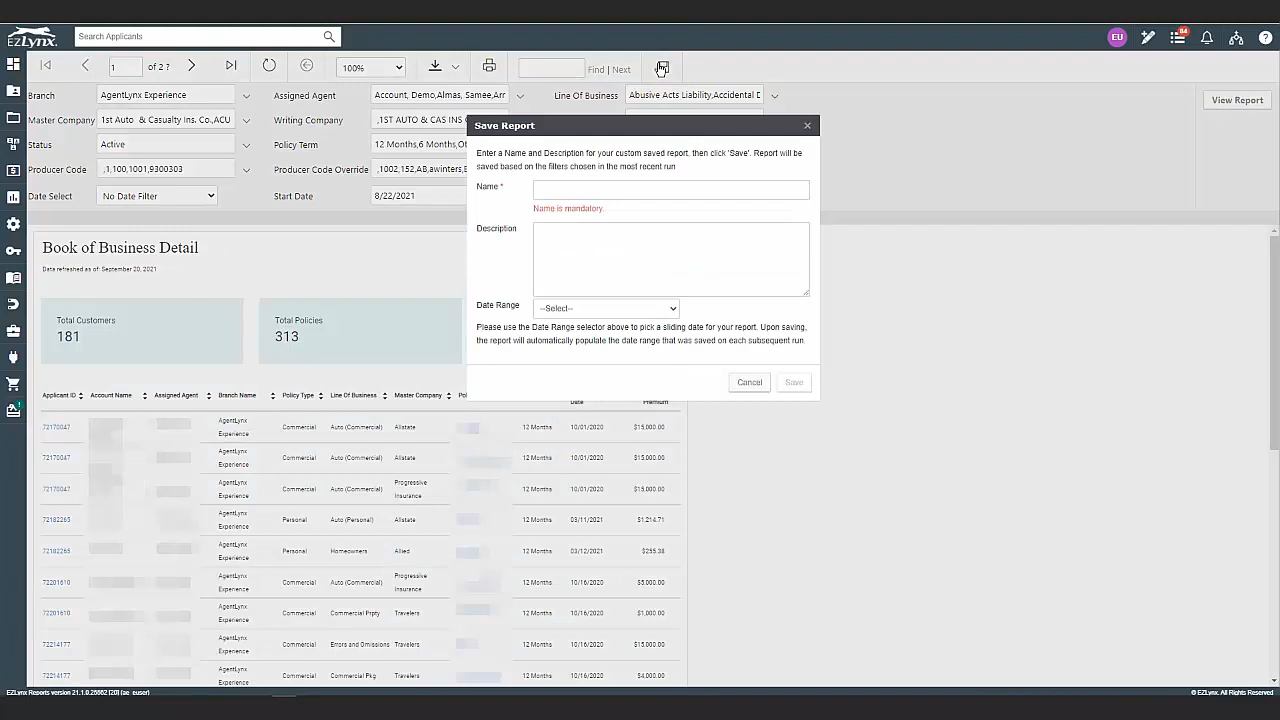 EZLynx.
Search Applicants
EU
84
1
of 2 ?
100%
Find | Next
Branch
AgentLynx Experience
Assigned Agent
Account, Demo,Almas, Samee,Arr
Line Of Business
Abusive Acts Liability,Accidental D
View Report
Master Company
1st Auto & Casualty Ins. Co.,ACU
Writing Company
,1ST AUTO & CAS INS C
Status
Active
Policy Term
12 Months,6 Months,Ot
Producer Code
,1,100,1001,9300303
Producer Code Override
,1002,152,AB,awinters,E
Date Select
No Date Filter
Start Date
8/22/2021
Save Report
Enter a Name and Description for your custom saved report, then click 'Save'. Report will be
saved based on the filters chosen in the most recent run
Name *
Name is mandatory.
Description
Date Range
--Select--
Please use the Date Range selector above to pick a sliding date for your report. Upon saving,
the report will automatically populate the date range that was saved on each subsequent run.
Cancel
Save
Book of Business Detail
Data refreshed as of: September 20, 2021
Total Customers
181
Total Policies
313
Applicant ID Account Name Assigned Agent Branch Name Policy Type Line Of Business Master Company Pol Date Premium
72170047 AgentLynx Experience Commercial Auto (Commercial) Allstate 12 Months 10/01/2020 $15,000.00
72170047 AgentLynx Experience Commercial Auto (Commercial) Allstate 12 Months 10/01/2020 $15,000.00
72170047 AgentLynx Experience Commercial Auto (Commercial) Progressive Insurance 12 Months 10/01/2020 $15,000.00
72182265 AgentLynx Experience Personal Auto (Personal) Allstate 12 Months 03/11/2021 $1,214.71
72182265 AgentLynx Experience Personal Homeowners Allied 12 Months 03/12/2021 $255.38
72201610 AgentLynx Experience Commercial Auto (Commercial) Progressive Insurance 12 Months 10/16/2020 $5,000.00
72201610 AgentLynx Experience Commercial Commercial Prpty Travelers 12 Months 10/16/2020 $1,000.00
72214177 AgentLynx Experience Commercial Errors and Omissions Travelers 12 Months 10/16/2020 $15,000.00
72214177 AgentLynx Experience Commercial Commercial Pkg Travelers 12 Months 10/16/2020 $4,000.00
EZLynx Reports version 21.1.0.25662 [20] (ae_euser)
© EZLynx. All Rights Reserved